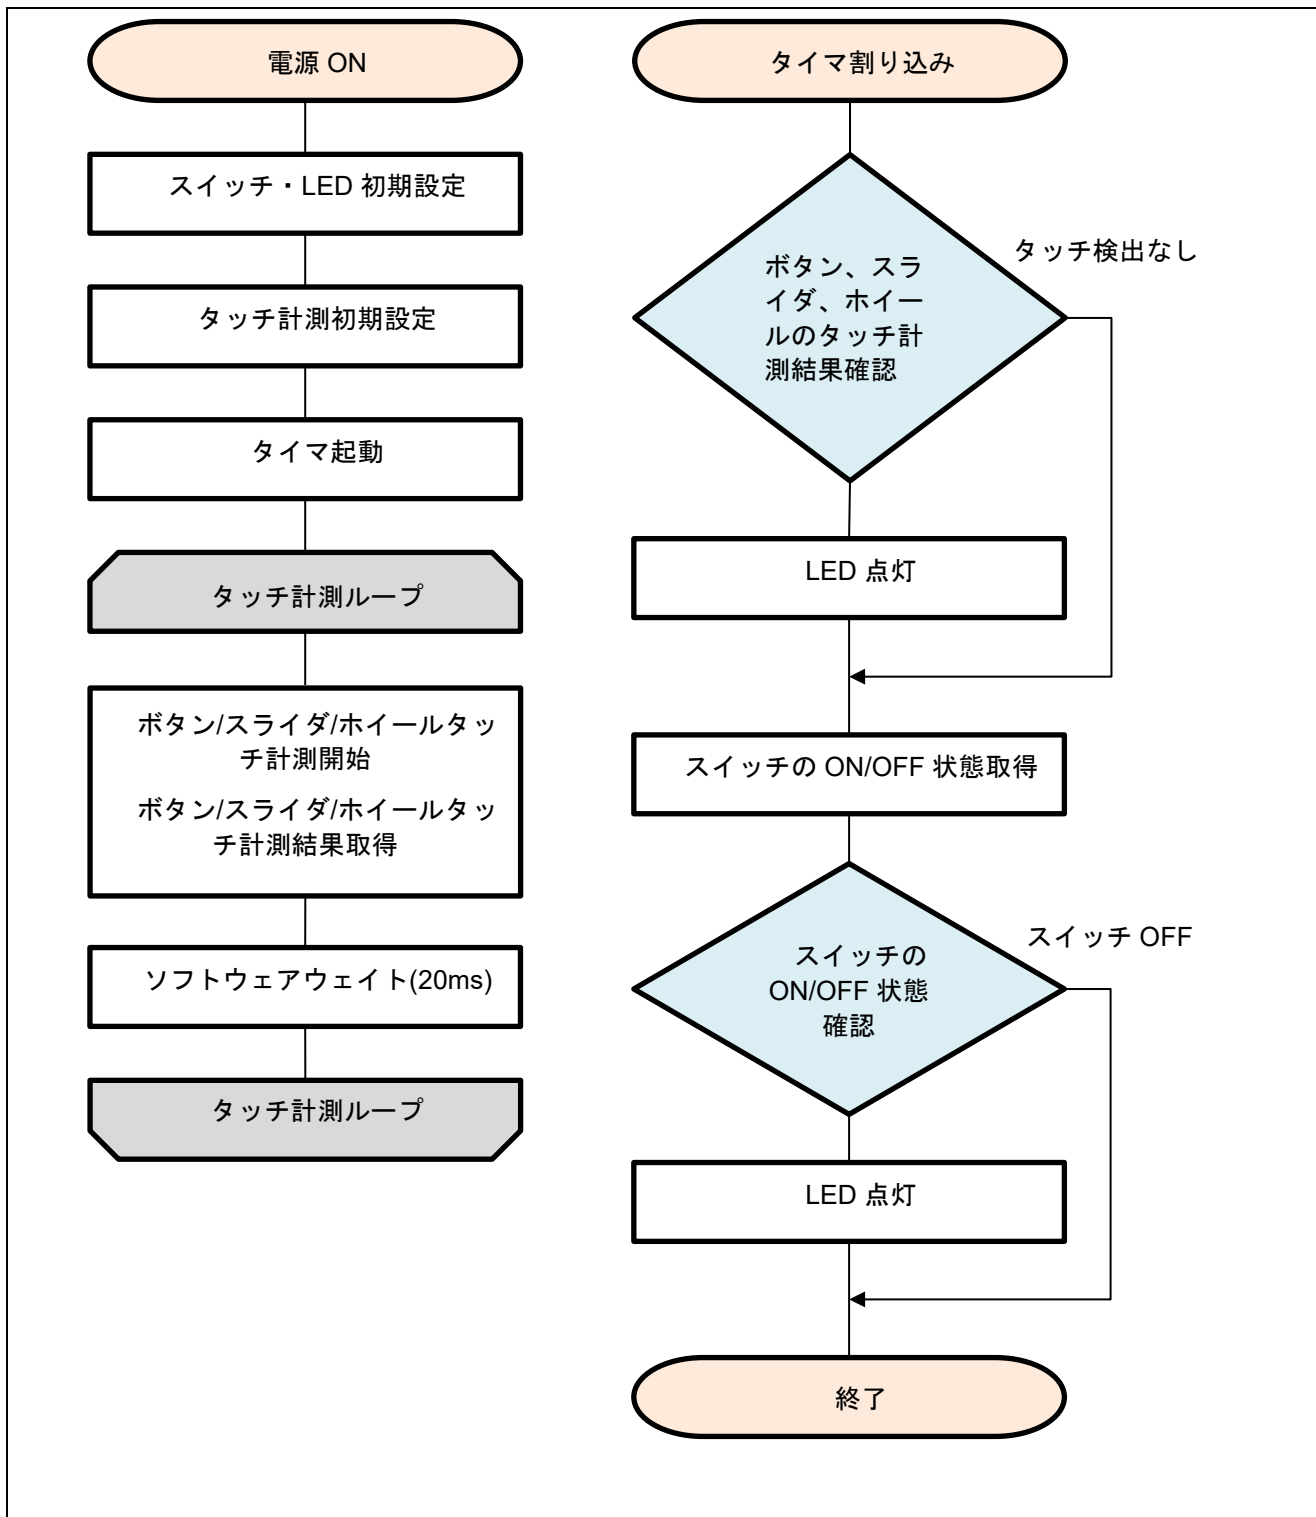 電源 ON
スイッチ・LED 初期設定
タッチ計測初期設定
タイマ起動
タッチ計測ループ
ボタン/スライダ/ホイールタッ
チ計測開始
ボタン/スライダ/ホイールタッ
チ計測結果取得
ソフトウェアウェイト(20ms)
タッチ計測ループ
タイマ割り込み
ボタン、スラ
イダ、ホイー
ルのタッチ計
測結果確認
タッチ検出なし
LED 点灯
スイッチの ON/OFF 状態取得
スイッチの
ON/OFF 状態
確認
スイッチ OFF
LED 点灯
終了